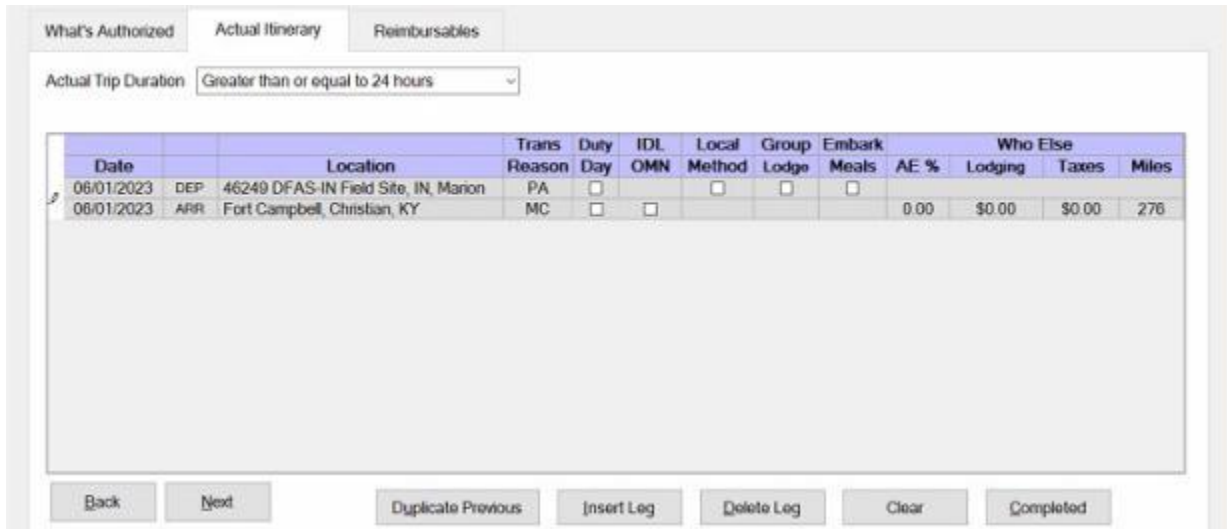 What's Authorized Actual Itinerary Reimbursables
Actual Trip Duration Greater than or equal to 24 hours
Trans Duty IDL Local Group Embark Who Else
Date Location Reason Day OMN Method Lodge Meals AE % Lodging Taxes Miles
06/01/2023 DEP 46249 DFAS-IN Field Site, IN, Marion PA
06/01/2023 ARR Fort Campbell, Christian, KY MC 0.00 $0.00 $0.00 276
Back Next Duplicate Previous Insert Leg Delete Leg Clear Completed